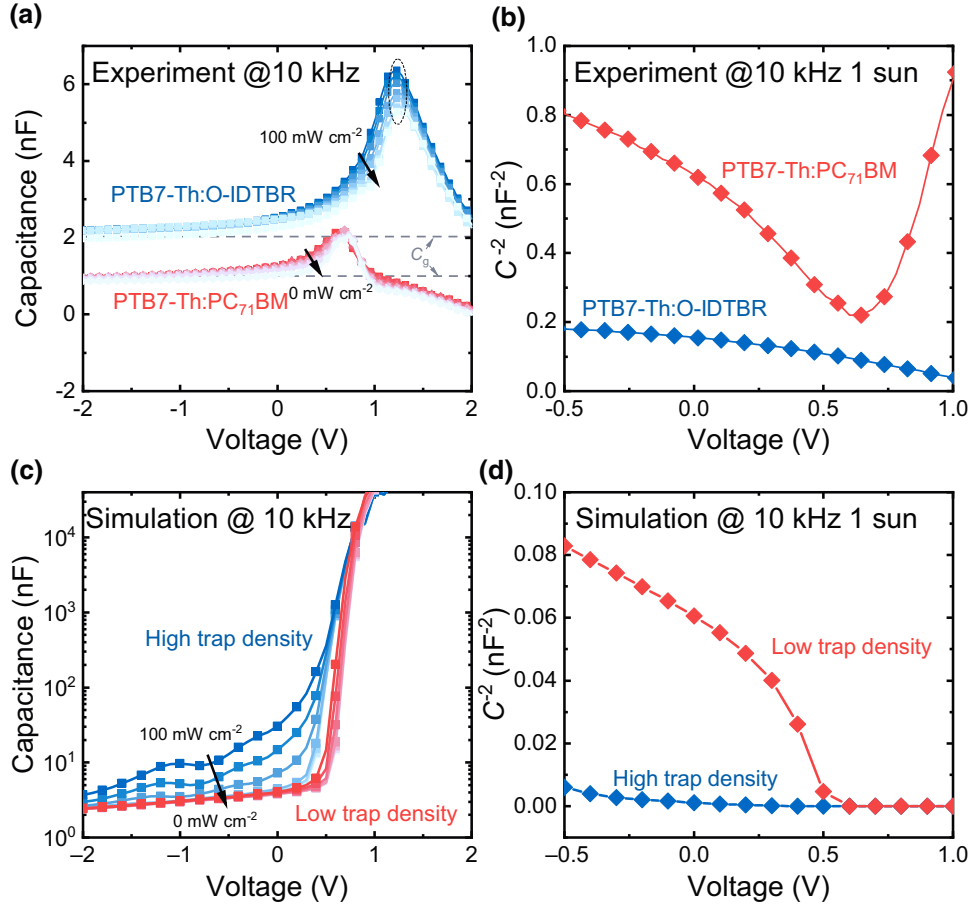 (a)
Experiment @10 kHz
100 mW cm-2
PTB7-Th:O-IDTBR
Cg
0 mW cm-2
PTB7-Th:PC71BM
Capacitance (nF)
6
4
2
0
-2
-2 -1 0 1 2
Voltage (V)
(b)
Experiment @10 kHz 1 sun
PTB7-Th:PC71BM
PTB7-Th:O-IDTBR
C-2 (nF-2)
1.0
0.8
0.6
0.4
0.2
0.0
-0.5 0.0 0.5 1.0
Voltage (V)
(c)
Simulation @ 10 kHz
High trap density
100 mW cm-2
0 mW cm-2
Low trap density
Capacitance (nF)
104
103
102
101
100
–2 –1 0 1 2
Voltage (V)
(d)
Simulation @ 10 kHz 1 sun
Low trap density
High trap density
C-2 (nF-2)
0.10
0.08
0.06
0.04
0.02
0.00
–0.5 0.0 0.5 1.0
Voltage (V)